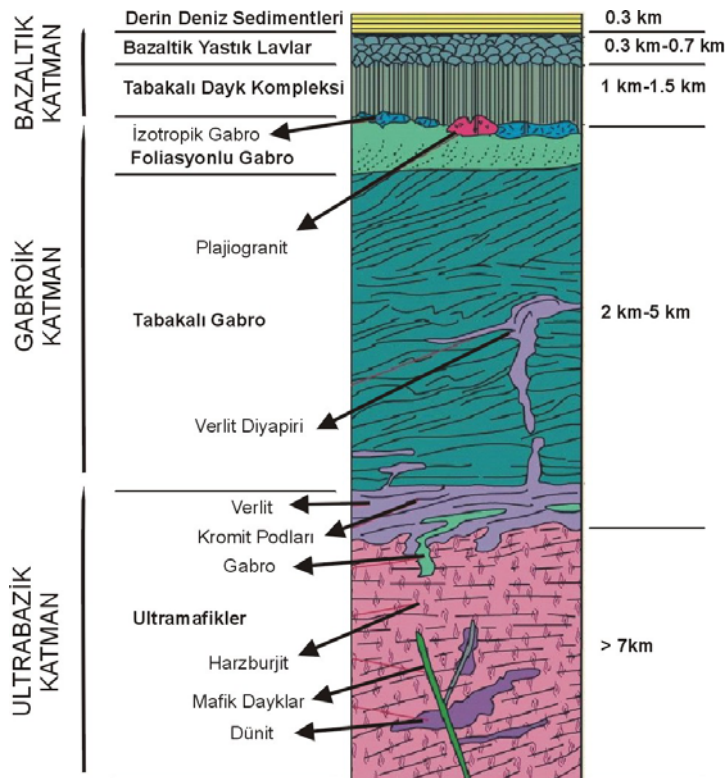 Derin Deniz Sedimentleri
0.3 km
Bazaltik Yastık Lavlar
0.3 km-0.7 km
BAZALTIK
KATMAN
Tabakalı Dayk Kompleksi
1 km-1.5 km
İzotropik Gabro
Foliasyonlu Gabro
Plajiogranit
GABROİK
KATMAN
Tabakalı Gabro
2 km-5 km
Verlit Diyapiri
Verlit
Kromit Podları
Gabro
ULTRABAZİK
KATMAN
Ultramafikler
Harzburjit
> 7km
Mafik Dayklar
Dünit